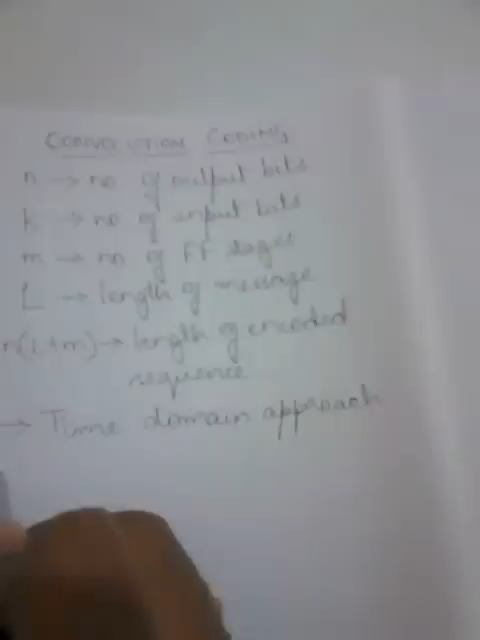 CONVOLUTION CODING
n → no of output bits
k → no of input bits
m → no of FF stages
L → length of message
n(L+m) → length of encoded
sequence
→ Time domain approach